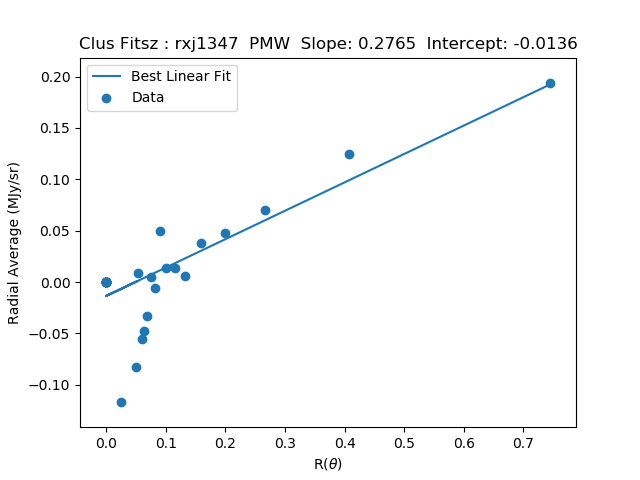 Clus Fitsz : rxj1347  PMW  Slope: 0.2765  Intercept: -0.0136
Best Linear Fit
Data
Radial Average (MJy/sr)
0.20
0.15
0.10
0.05
0.00
−0.05
−0.10
0.0 0.1 0.2 0.3 0.4 0.5 0.6 0.7
R(θ)